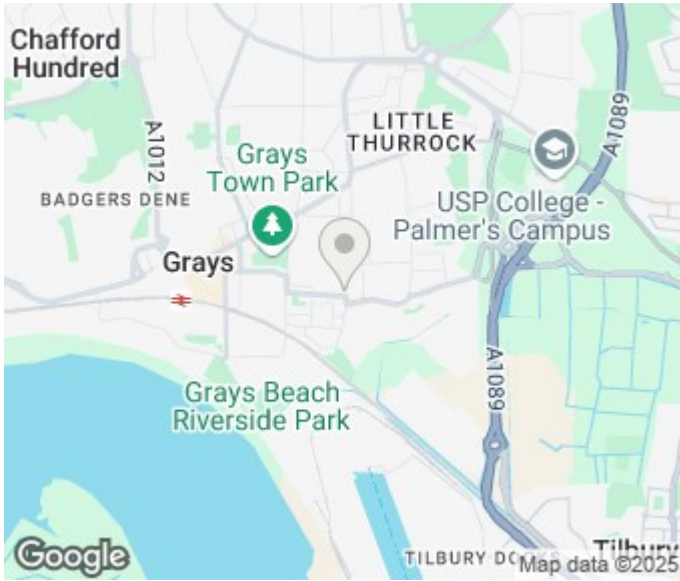 Chafford
Hundred
A1012
LITTLE
THURROCK
A1089
Grays
Town Park
BADGERS DENE
USP College -
Palmer's Campus
Grays
A1089
Grays Beach
Riverside Park
Google
TILBURY DOCKS
Tilbury
Map data ©2025